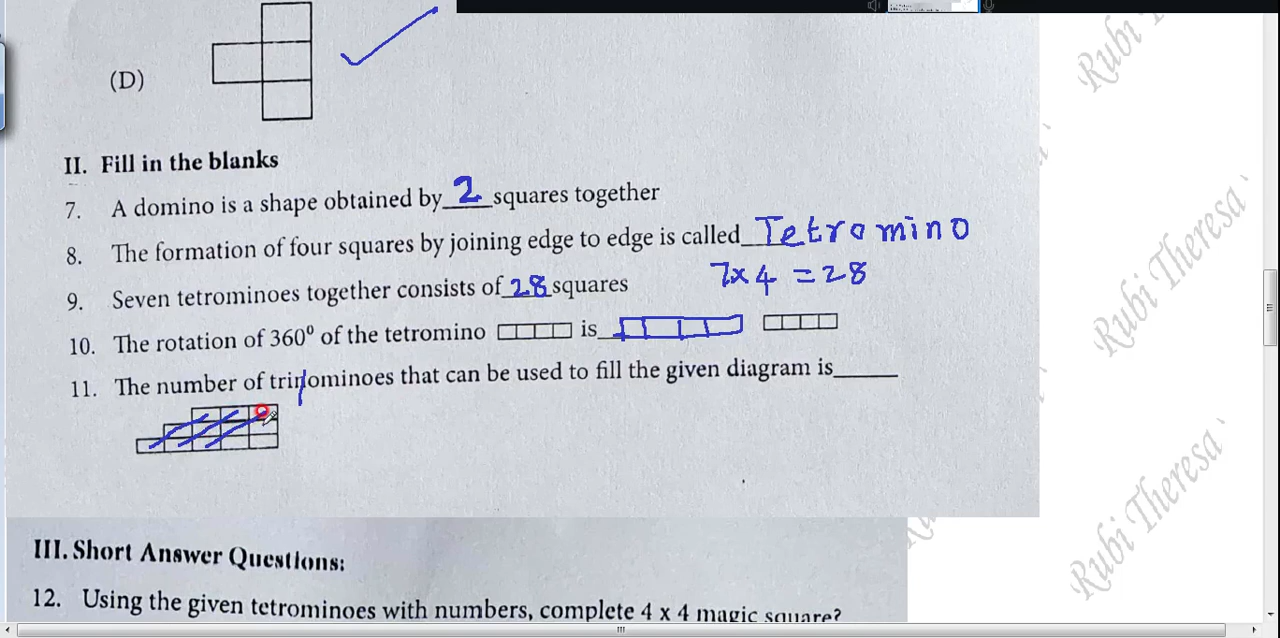 (D)
II. Fill in the blanks
7. A domino is a shape obtained by 2 squares together
8. The formation of four squares by joining edge to edge is called Tetromino
7x4 = 28
9. Seven tetrominoes together consists of 28 squares
10. The rotation of 360⁰ of the tetromino is
11. The number of trinominoes that can be used to fill the given diagram is_____
III. Short Answer Questions:
12. Using the given tetrominoes with numbers, complete 4 x 4 magic square?
Rubi Theresa
Rubi Theresa
Rubi Theresa